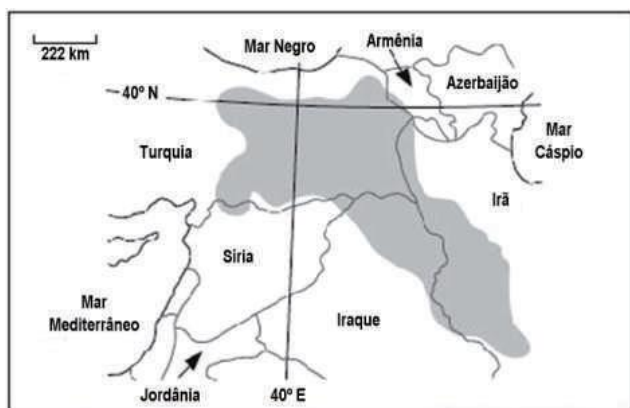 222 km
Mar Negro
Armênia
40º N
Azerbaijão
Mar
Cáspio
Turquia
Irã
Síria
Mar
Mediterrâneo
Iraque
Jordânia
40º E